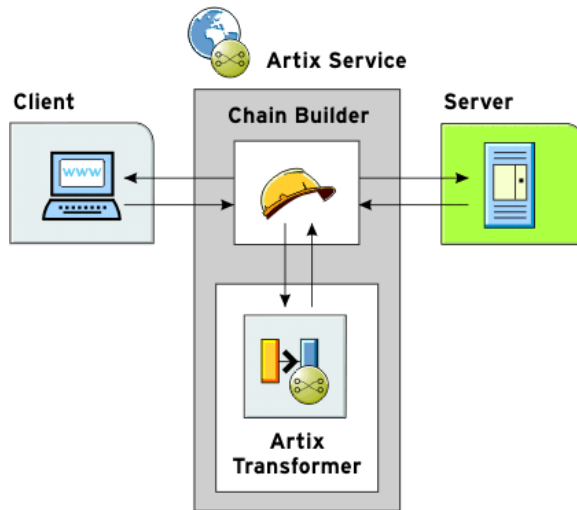 Artix Service
Client
Chain Builder
Server
WWW
Artix
Transformer